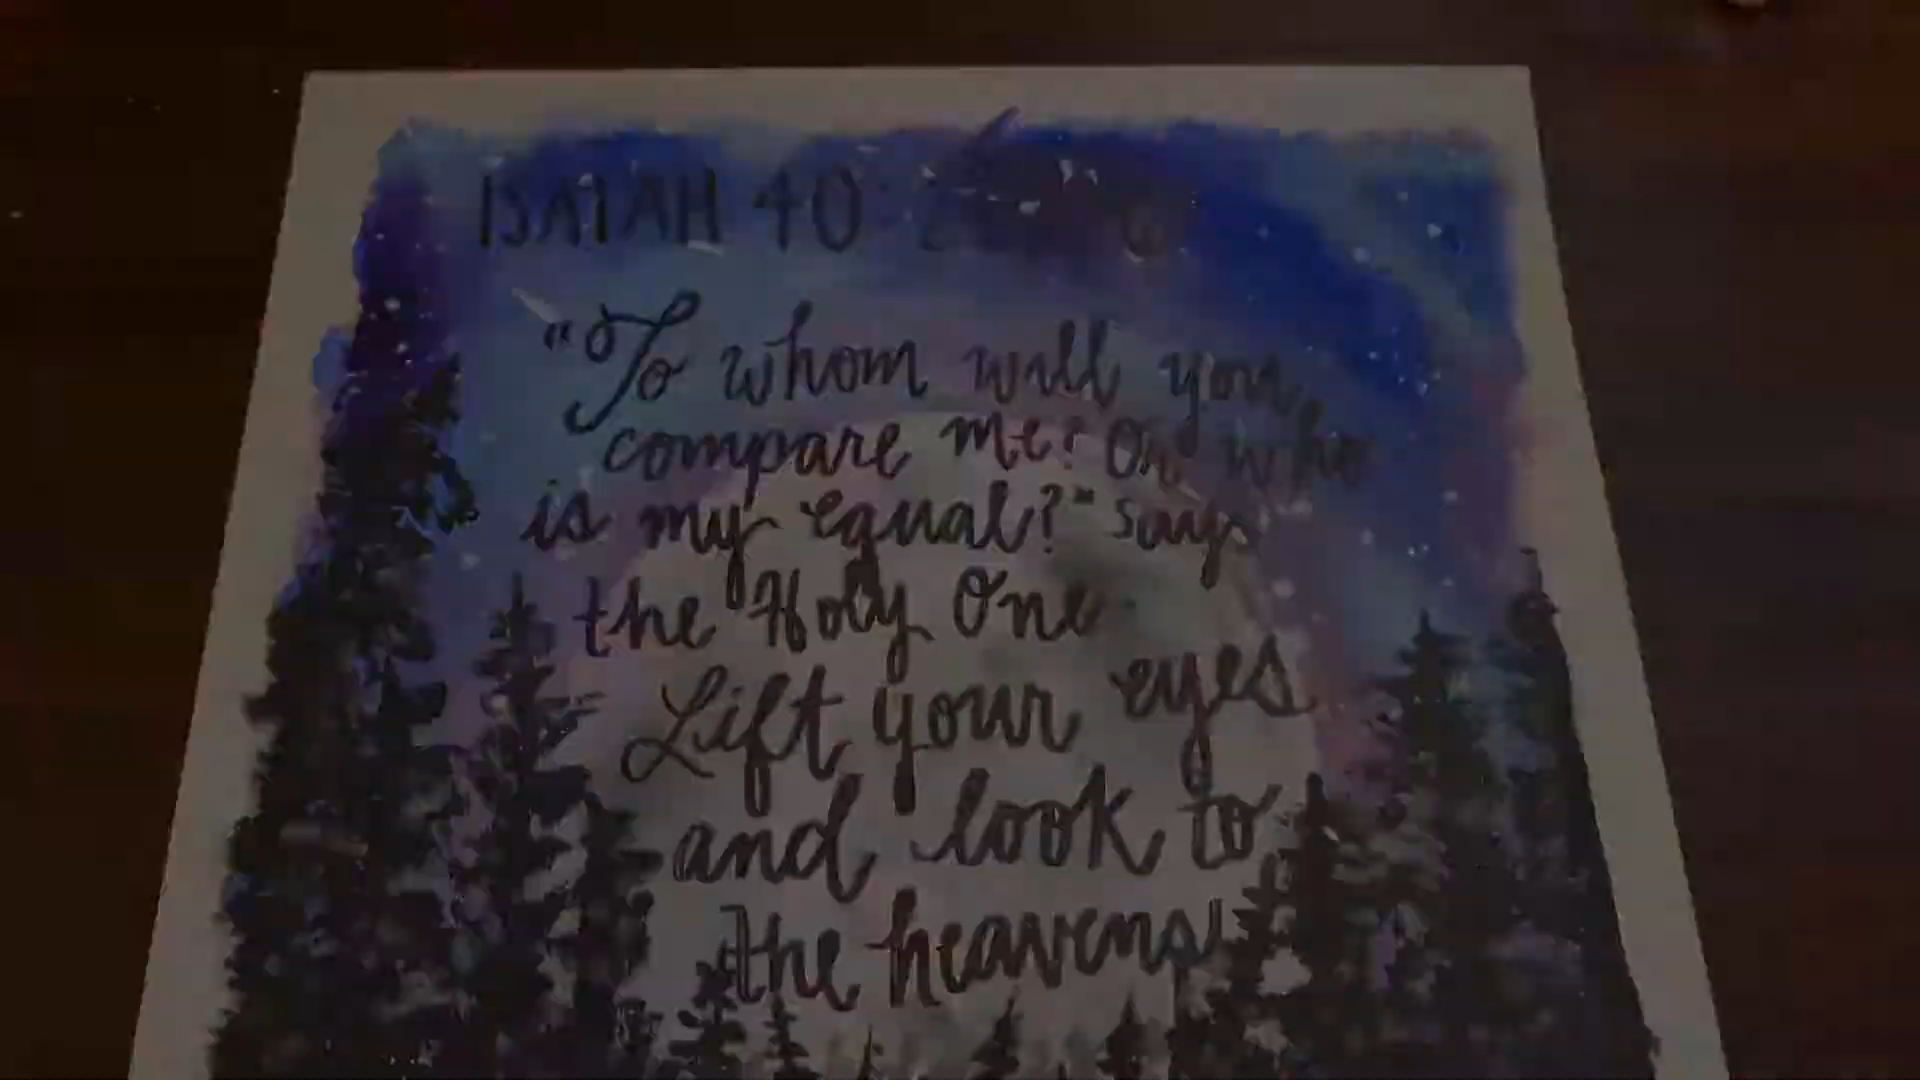 ISAIAH 40:
"To whom will you
compare me? Or who
is my equal?" says
the Holy One
Lift your eyes
and look to
the heavens!